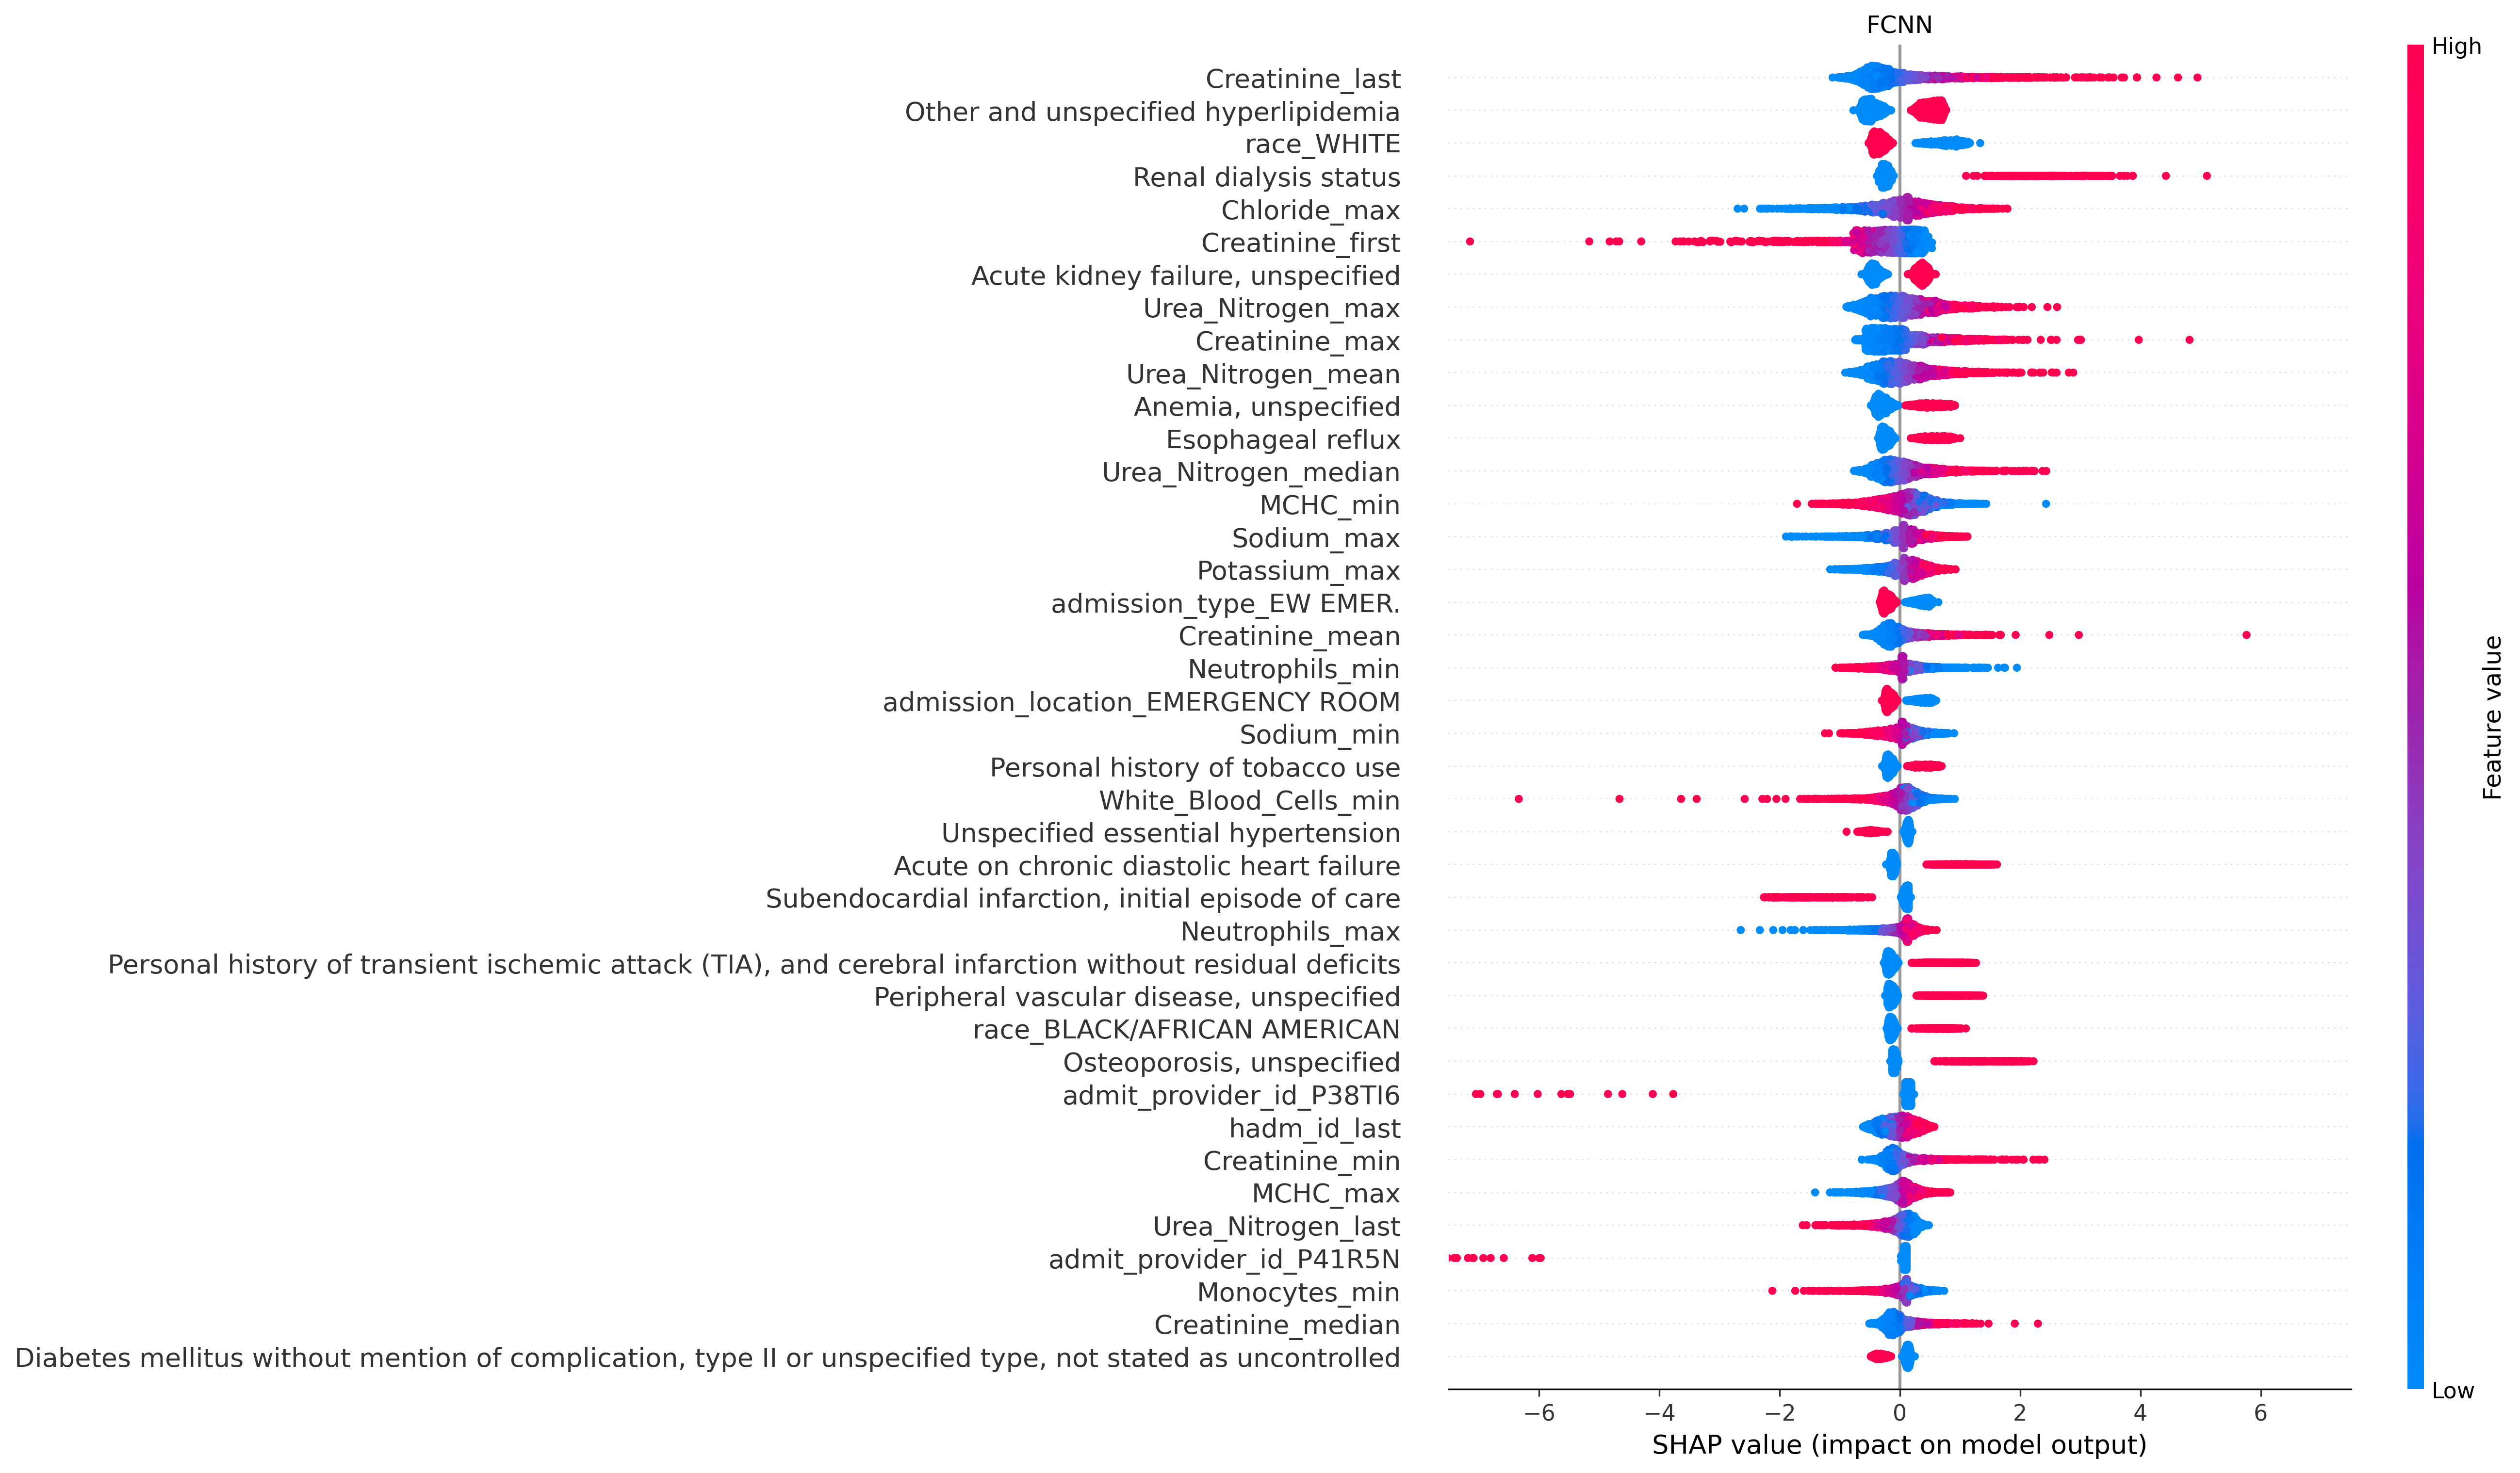 FCNN
High
Creatinine_last
Other and unspecified hyperlipidemia
race_WHITE
Renal dialysis status
Chloride_max
Creatinine_first
Acute kidney failure, unspecified
Urea_Nitrogen_max
Creatinine_max
Urea_Nitrogen_mean
Anemia, unspecified
Esophageal reflux
Urea_Nitrogen_median
MCHC_min
Sodium_max
Potassium_max
admission_type_EW EMER.
Creatinine_mean
Neutrophils_min
admission_location_EMERGENCY ROOM
Sodium_min
Personal history of tobacco use
White_Blood_Cells_min
Unspecified essential hypertension
Acute on chronic diastolic heart failure
Subendocardial infarction, initial episode of care
Neutrophils_max
Personal history of transient ischemic attack (TIA), and cerebral infarction without residual deficits
Peripheral vascular disease, unspecified
race_BLACK/AFRICAN AMERICAN
Osteoporosis, unspecified
admit_provider_id_P38TI6
hadm_id_last
Creatinine_min
MCHC_max
Urea_Nitrogen_last
admit_provider_id_P41R5N
Monocytes_min
Creatinine_median
Diabetes mellitus without mention of complication, type II or unspecified type, not stated as uncontrolled
Feature value
Low
−6 −4 −2 0 2 4 6
SHAP value (impact on model output)